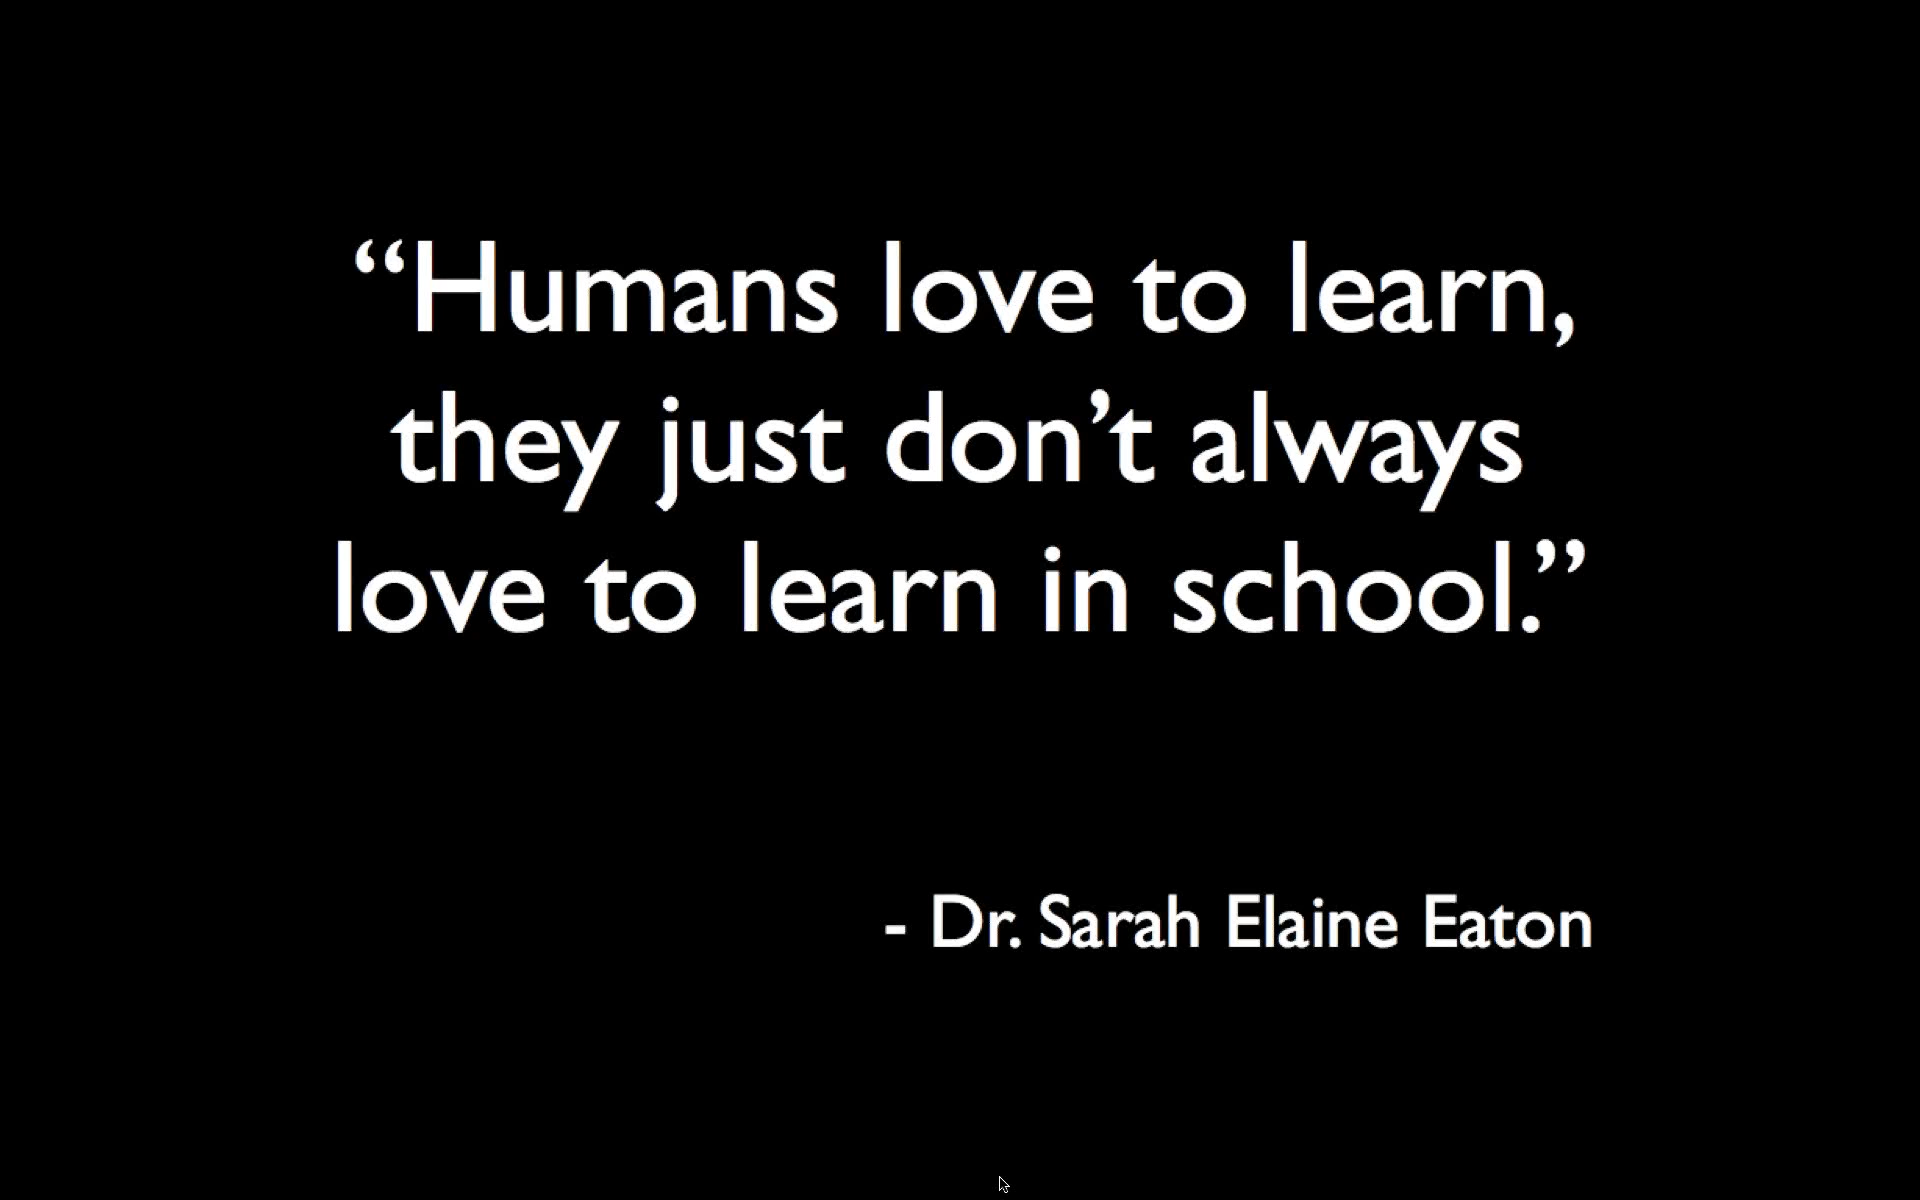 “Humans love to learn,
they just don’t always
love to learn in school.”
- Dr. Sarah Elaine Eaton